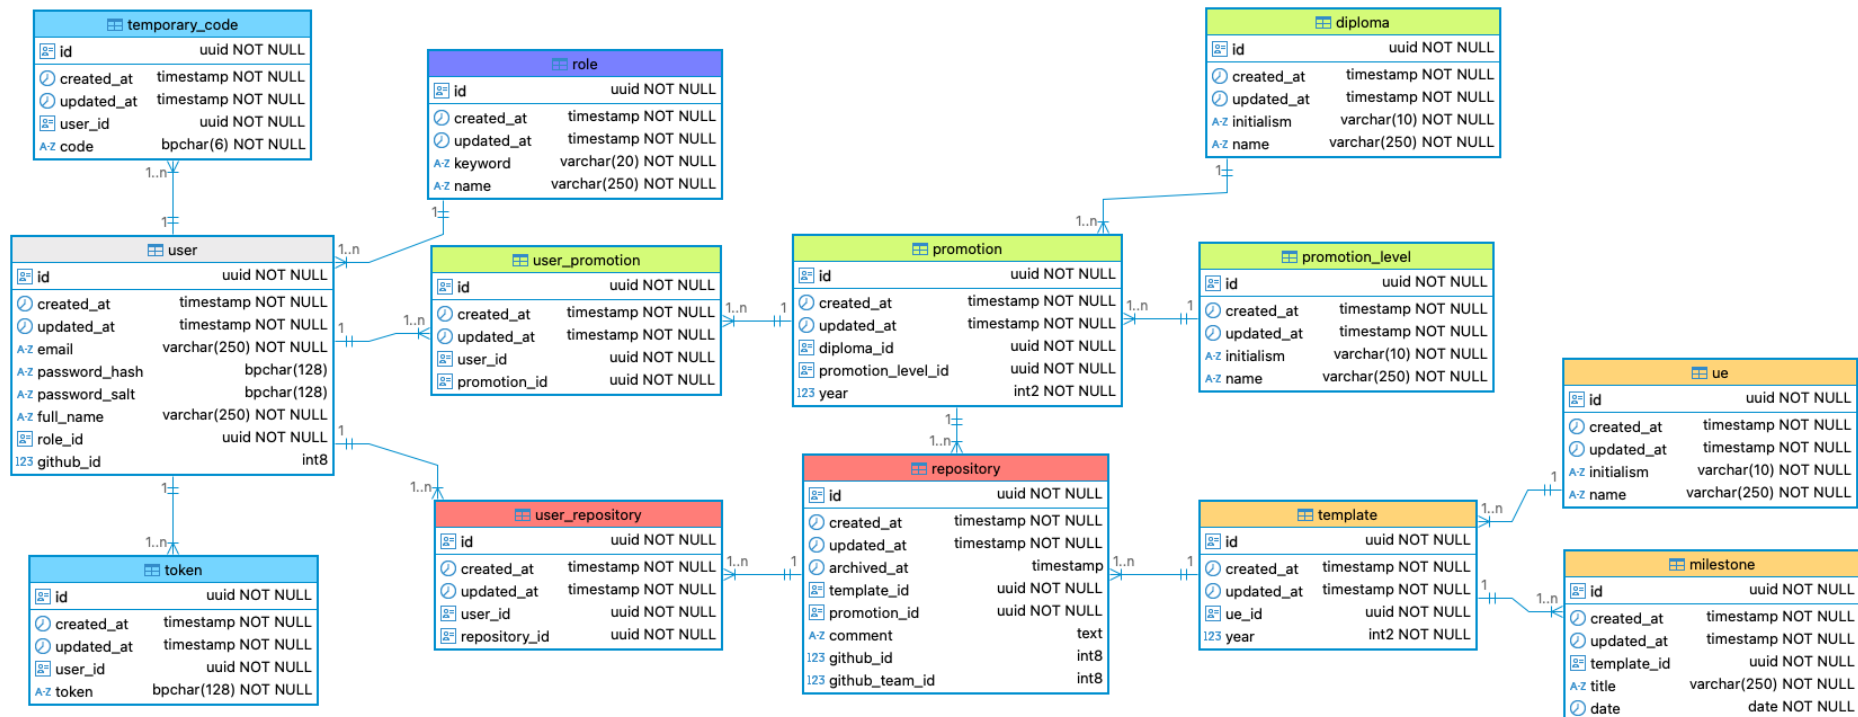 temporary_code
id uuid NOT NULL
created_at timestamp NOT NULL
updated_at timestamp NOT NULL
user_id uuid NOT NULL
A-Z code bpchar(6) NOT NULL
1..n
1
role
id uuid NOT NULL
created_at timestamp NOT NULL
updated_at timestamp NOT NULL
A-Z keyword varchar(20) NOT NULL
A-Z name varchar(250) NOT NULL
1
1..n
diploma
id uuid NOT NULL
created_at timestamp NOT NULL
updated_at timestamp NOT NULL
A-Z initialism varchar(10) NOT NULL
A-Z name varchar(250) NOT NULL
1
1..n
user
id uuid NOT NULL
created_at timestamp NOT NULL
updated_at timestamp NOT NULL
A-Z email varchar(250) NOT NULL
A-Z password_hash bpchar(128)
A-Z password_salt bpchar(128)
A-Z full_name varchar(250) NOT NULL
role_id uuid NOT NULL
123 github_id int8
1
1..n
user_promotion
id uuid NOT NULL
created_at timestamp NOT NULL
updated_at timestamp NOT NULL
user_id uuid NOT NULL
promotion_id uuid NOT NULL
1..n
1
promotion
id uuid NOT NULL
created_at timestamp NOT NULL
updated_at timestamp NOT NULL
diploma_id uuid NOT NULL
promotion_level_id uuid NOT NULL
123 year int2 NOT NULL
1..n
1
promotion_level
id uuid NOT NULL
created_at timestamp NOT NULL
updated_at timestamp NOT NULL
A-Z initialism varchar(10) NOT NULL
A-Z name varchar(250) NOT NULL
1
1..n
1
1..n
1
1..n
token
id uuid NOT NULL
created_at timestamp NOT NULL
updated_at timestamp NOT NULL
user_id uuid NOT NULL
A-Z token bpchar(128) NOT NULL
user_repository
id uuid NOT NULL
created_at timestamp NOT NULL
updated_at timestamp NOT NULL
user_id uuid NOT NULL
repository_id uuid NOT NULL
1..n
1
repository
id uuid NOT NULL
created_at timestamp NOT NULL
updated_at timestamp NOT NULL
archived_at timestamp
template_id uuid NOT NULL
promotion_id uuid NOT NULL
A-Z comment text
123 github_id int8
123 github_team_id int8
1..n
1
template
id uuid NOT NULL
created_at timestamp NOT NULL
updated_at timestamp NOT NULL
ue_id uuid NOT NULL
123 year int2 NOT NULL
1..n
1
ue
id uuid NOT NULL
created_at timestamp NOT NULL
updated_at timestamp NOT NULL
A-Z initialism varchar(10) NOT NULL
A-Z name varchar(250) NOT NULL
1
1..n
milestone
id uuid NOT NULL
created_at timestamp NOT NULL
updated_at timestamp NOT NULL
template_id uuid NOT NULL
A-Z title varchar(250) NOT NULL
date date NOT NULL